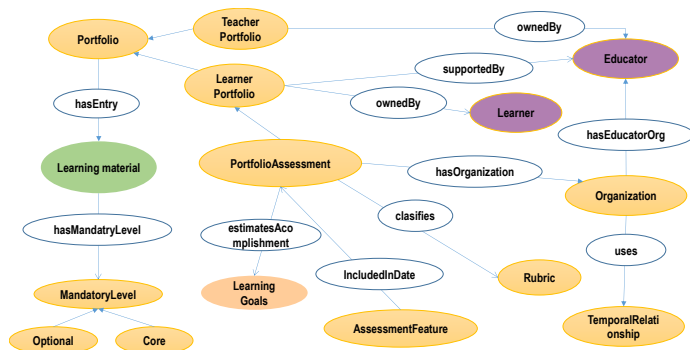 Teacher
Portfolio
ownedBy
Portfolio
Educator
supportedBy
Learner
Portfolio
hasEntry
ownedBy
Learner
hasEducatorOrg
Learning material
PortfolioAssessment
hasOrganization
Organization
clasifies
hasMandatryLevel
estimatesAco
mplishment
uses
IncludedInDate
Learning
Goals
Rubric
MandatoryLevel
TemporalRelati
onship
AssessmentFeature
Optional
Core